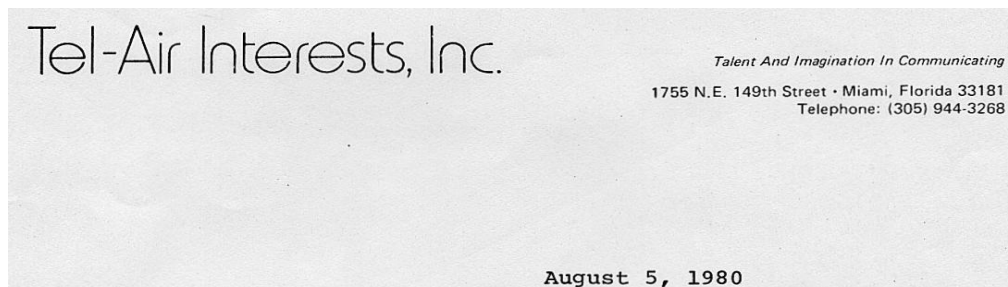 Tel-Air Interests, Inc.
Talent And Imagination In Communicating
1755 N.E. 149th Street · Miami, Florida 33181
Telephone: (305) 944-3268
August 5, 1980